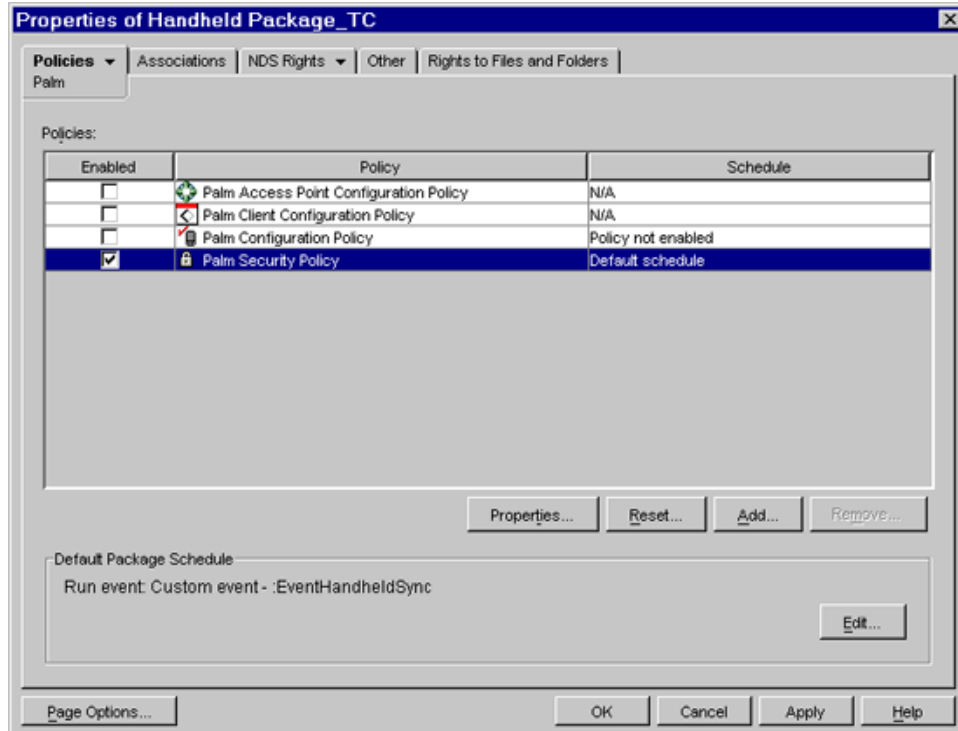 Properties of Handheld Package_TC
Policies Associations NDS Rights Other Rights to Files and Folders
Palm
Policies:
Enabled Policy Schedule
Palm Access Point Configuration Policy N/A
Palm Client Configuration Policy N/A
Palm Configuration Policy Policy not enabled
Palm Security Policy Default schedule
Properties... Reset... Add... Remove...
Default Package Schedule
Run event: Custom event - :EventHandheldSync
Edit...
Page Options... OK Cancel Apply Help